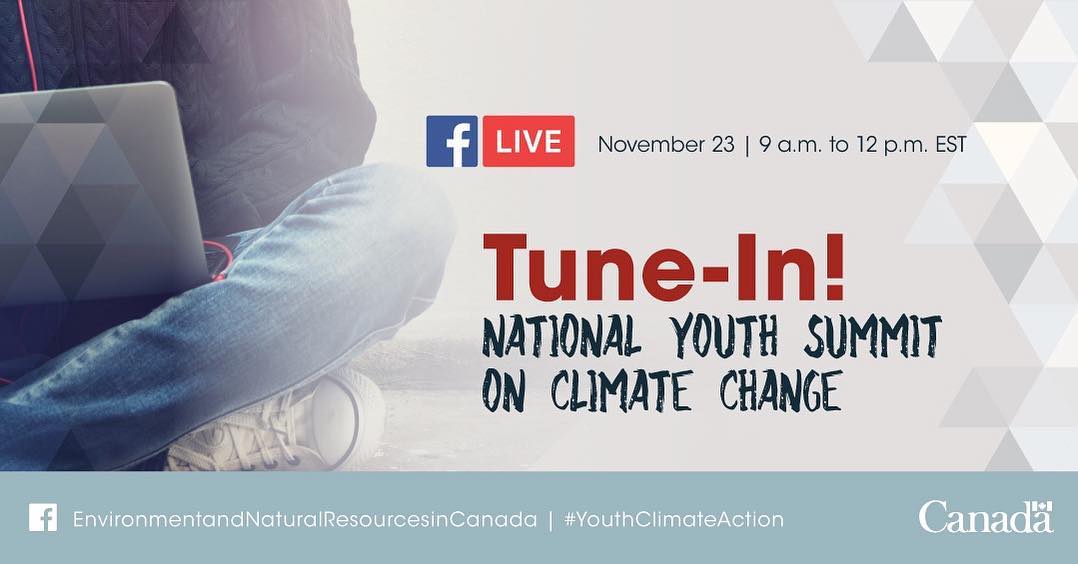 LIVE November 23 | 9 a.m. to 12 p.m. EST
Tune-In!
NATIONAL YOUTH SUMMIT
ON CLIMATE CHANGE
EnvironmentandNaturalResourcesinCanada | #YouthClimateAction
Canada